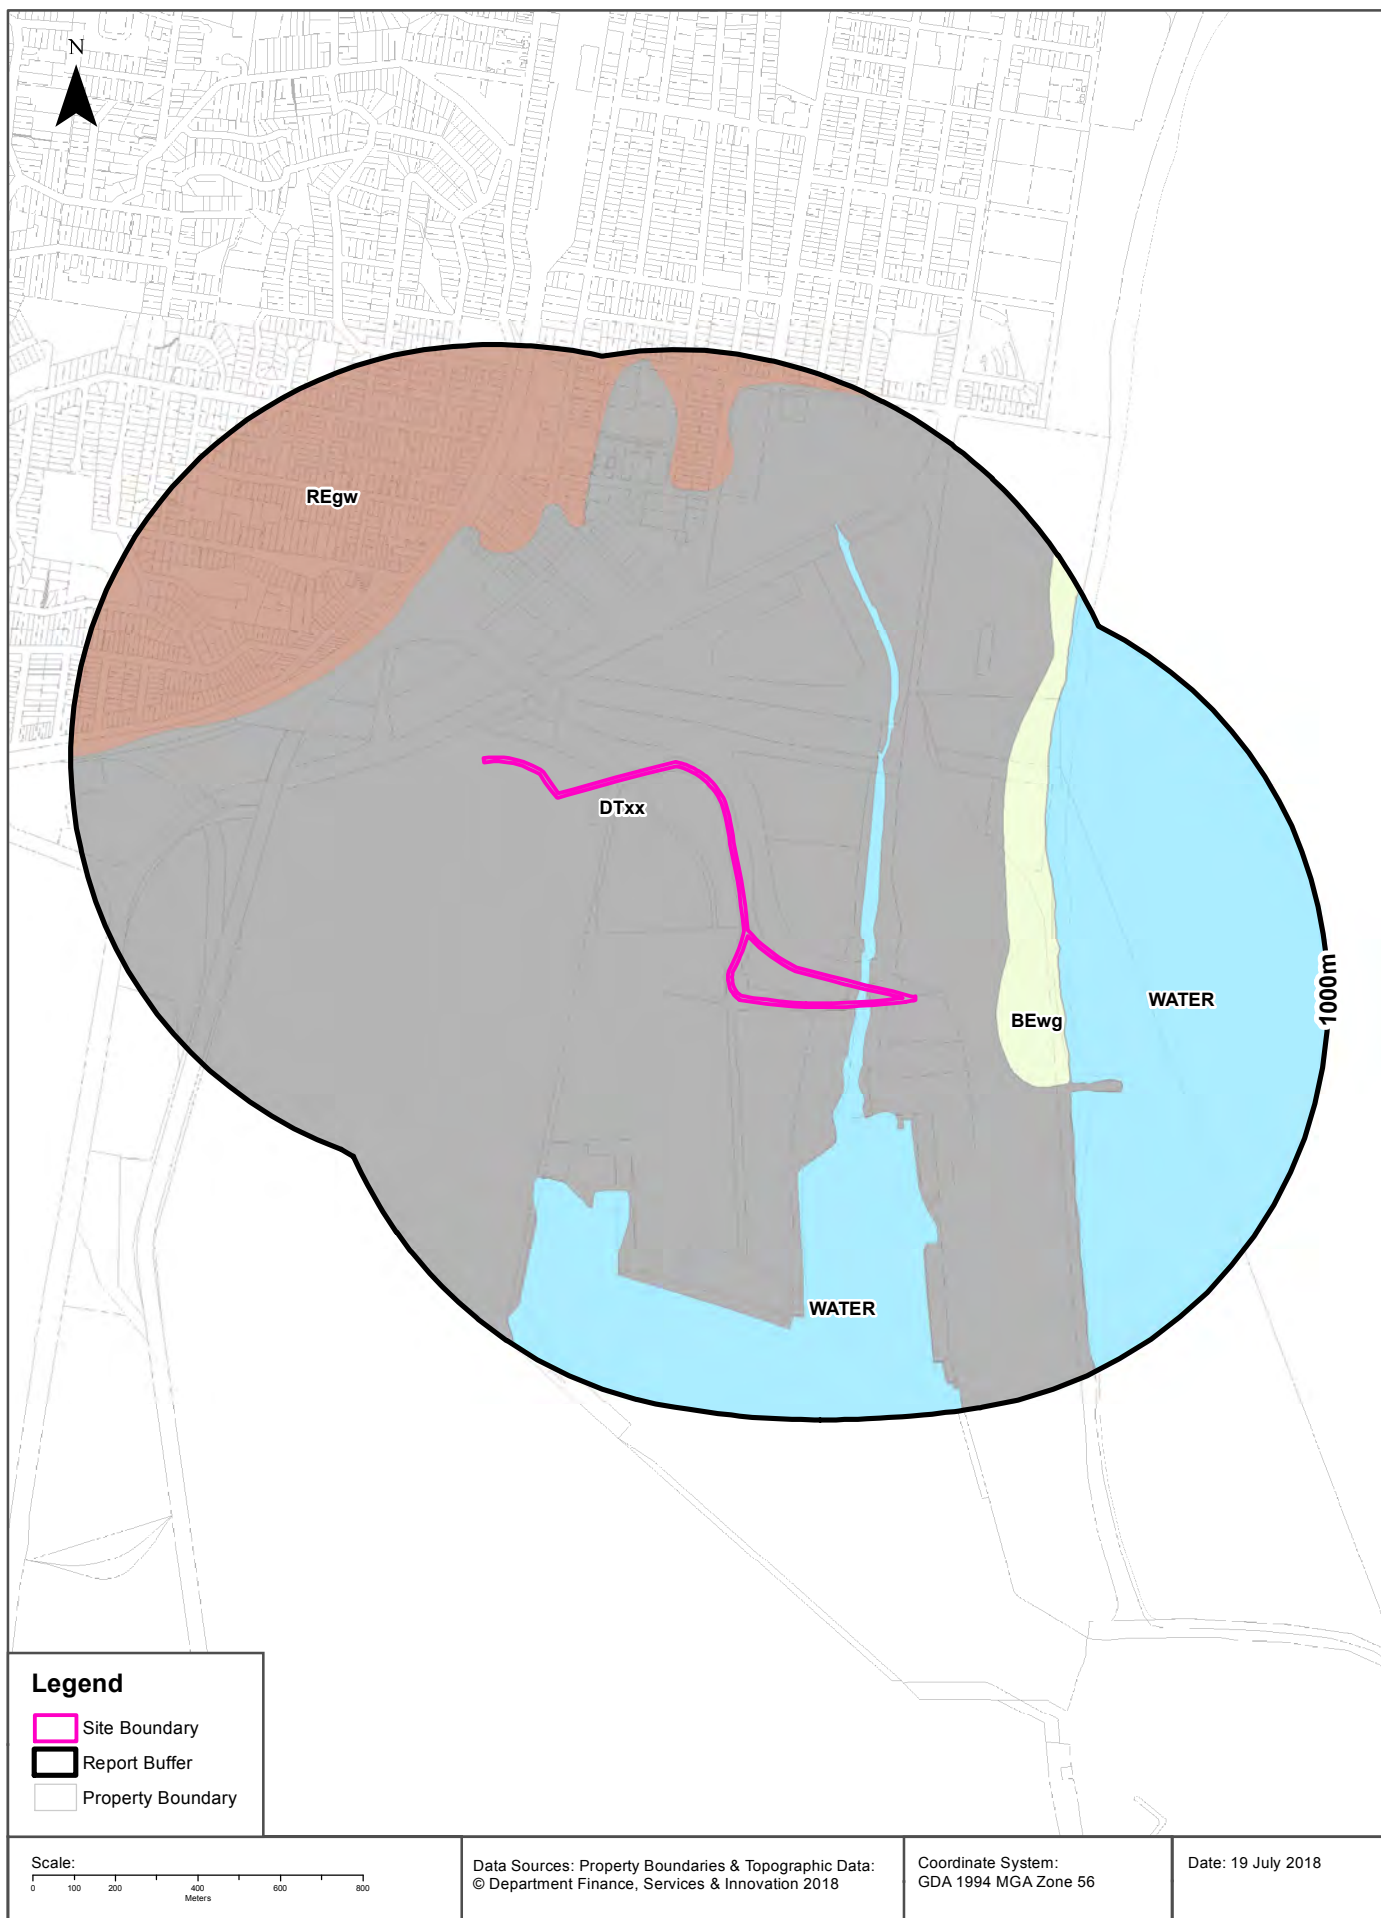 N
REgw
DTxx
BEwg
WATER
1000m
WATER
Legend
Site Boundary
Report Buffer
Property Boundary
Scale:
0 100 200 400 600 800
Meters
Data Sources: Property Boundaries & Topographic Data:
© Department Finance, Services & Innovation 2018
Coordinate System:
GDA 1994 MGA Zone 56
Date: 19 July 2018